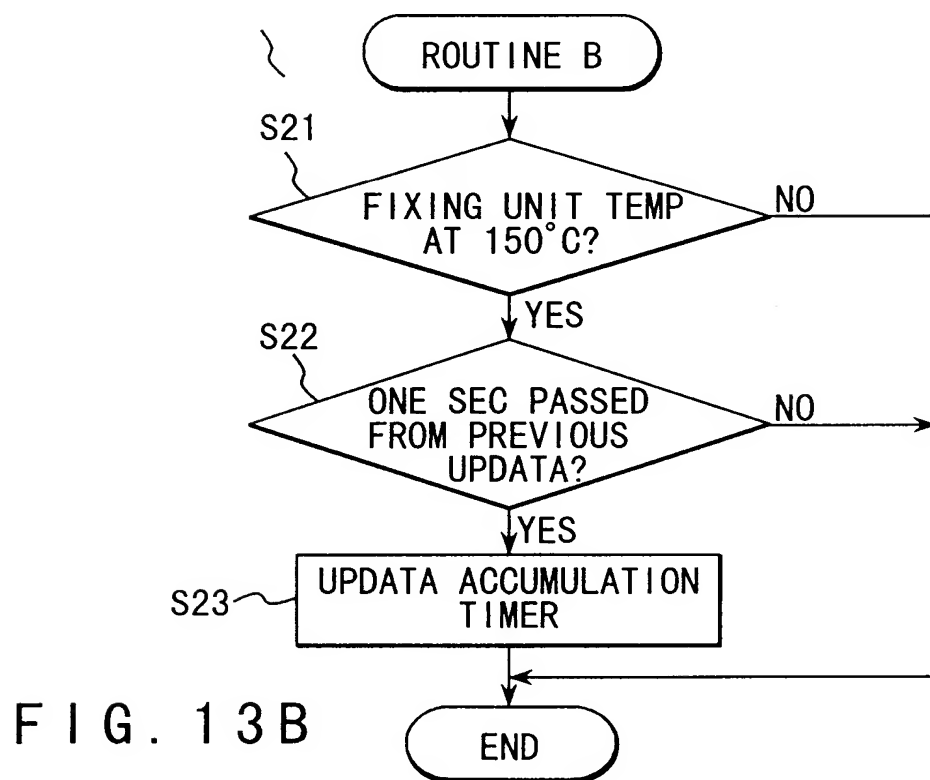 ROUTINE B
S21
FIXING UNIT TEMP
AT 150°C?
NO
YES
S22
ONE SEC PASSED
FROM PREVIOUS
UPDATA?
NO
YES
S23
UPDATA ACCUMULATION
TIMER
END
FIG. 13B